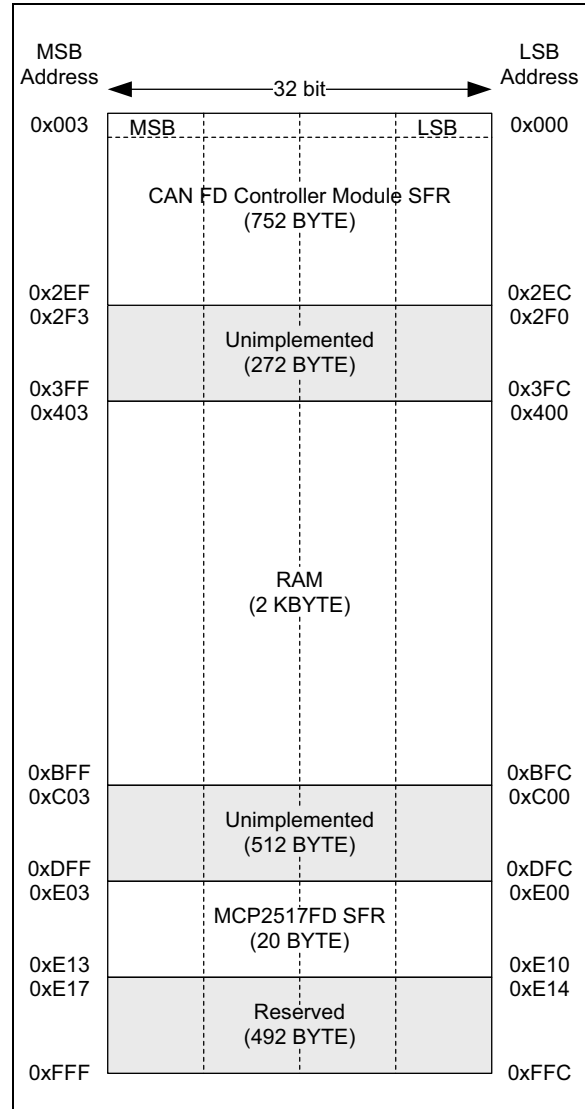 MSB Address
LSB Address
32 bit
0x003
MSB
LSB
0x000
CAN FD Controller Module SFR
(752 BYTE)
0x2EF
0x2EC
0x2F3
0x2F0
Unimplemented
(272 BYTE)
0x3FF
0x3FC
0x403
0x400
RAM
(2 KBYTE)
0xBFF
0xBFC
0xC03
0xC00
Unimplemented
(512 BYTE)
0xDFF
0xDFC
0xE03
0xE00
MCP2517FD SFR
(20 BYTE)
0xE13
0xE10
0xE17
0xE14
Reserved
(492 BYTE)
0xFFF
0xFFC